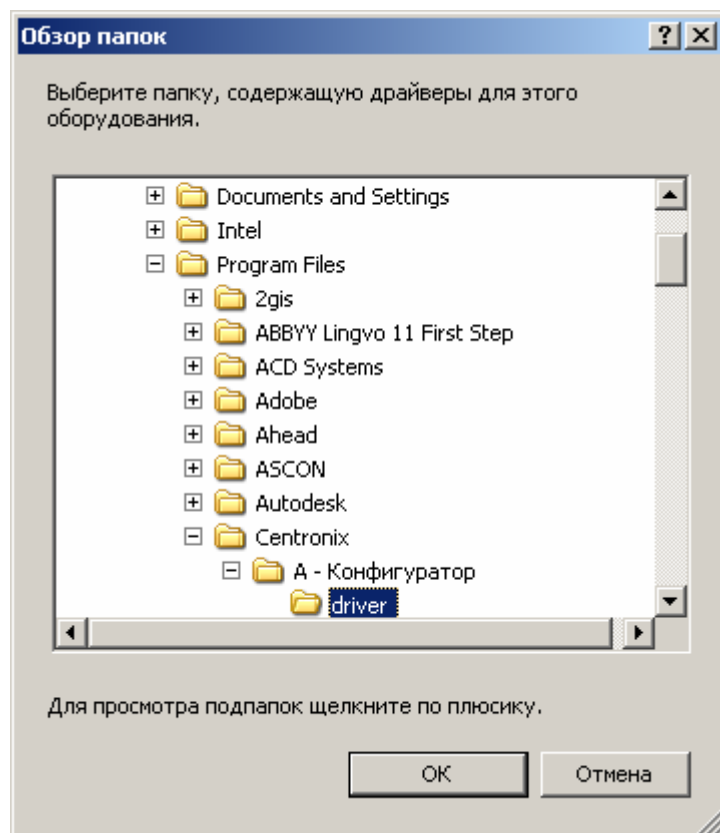 Обзор папок
Выберите папку, содержащую драйверы для этого
оборудования.
Documents and Settings
Intel
Program Files
2gis
ABBYY Lingvo 11 First Step
ACD Systems
Adobe
Ahead
ASCON
Autodesk
Centronix
А - Конфигуратор
driver
Для просмотра подпапок щелкните по плюсику.
ОК
Отмена